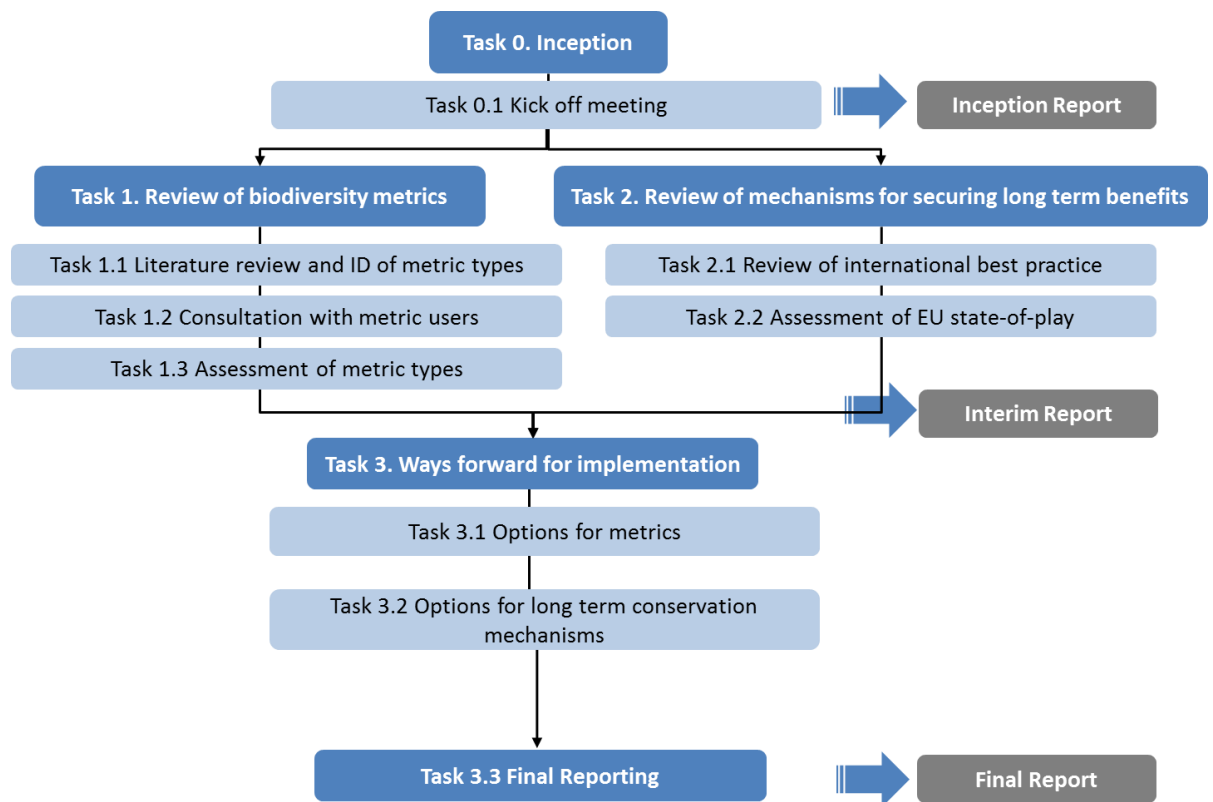 Task 0. Inception
Task 0.1 Kick off meeting
Inception Report
Task 1. Review of biodiversity metrics
Task 2. Review of mechanisms for securing long term benefits
Task 1.1 Literature review and ID of metric types
Task 2.1 Review of international best practice
Task 1.2 Consultation with metric users
Task 2.2 Assessment of EU state-of-play
Task 1.3 Assessment of metric types
Interim Report
Task 3. Ways forward for implementation
Task 3.1 Options for metrics
Task 3.2 Options for long term conservation
mechanisms
Task 3.3 Final Reporting
Final Report